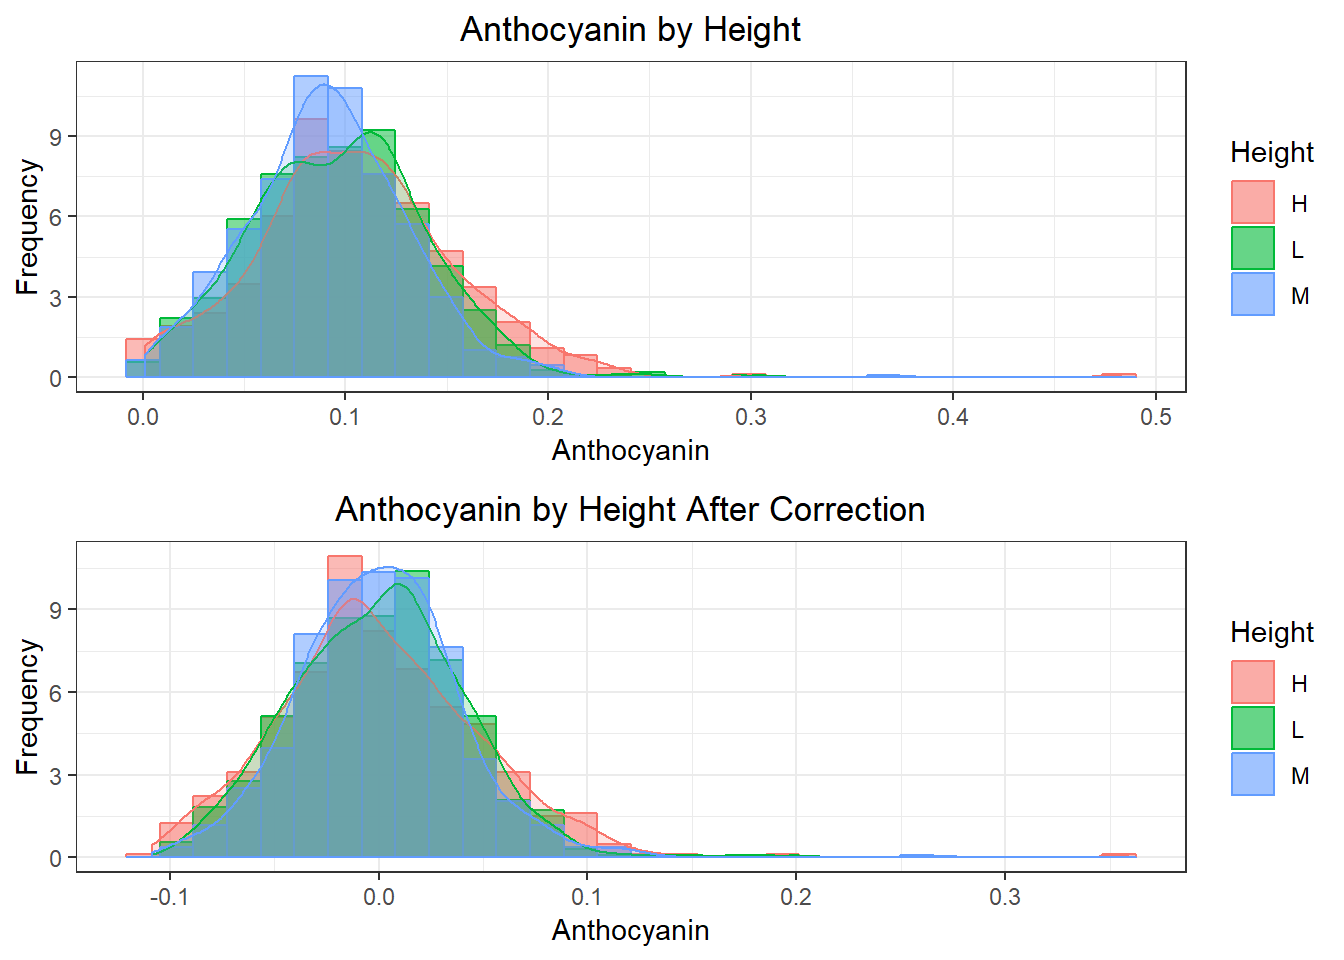 Anthocyanin by Height
Frequency
9
6
3
0
0.0 0.1 0.2 0.3 0.4 0.5
Anthocyanin
Height
H
L
M
Anthocyanin by Height After Correction
Frequency
9
6
3
0
-0.1 0.0 0.1 0.2 0.3
Anthocyanin
Height
H
L
M